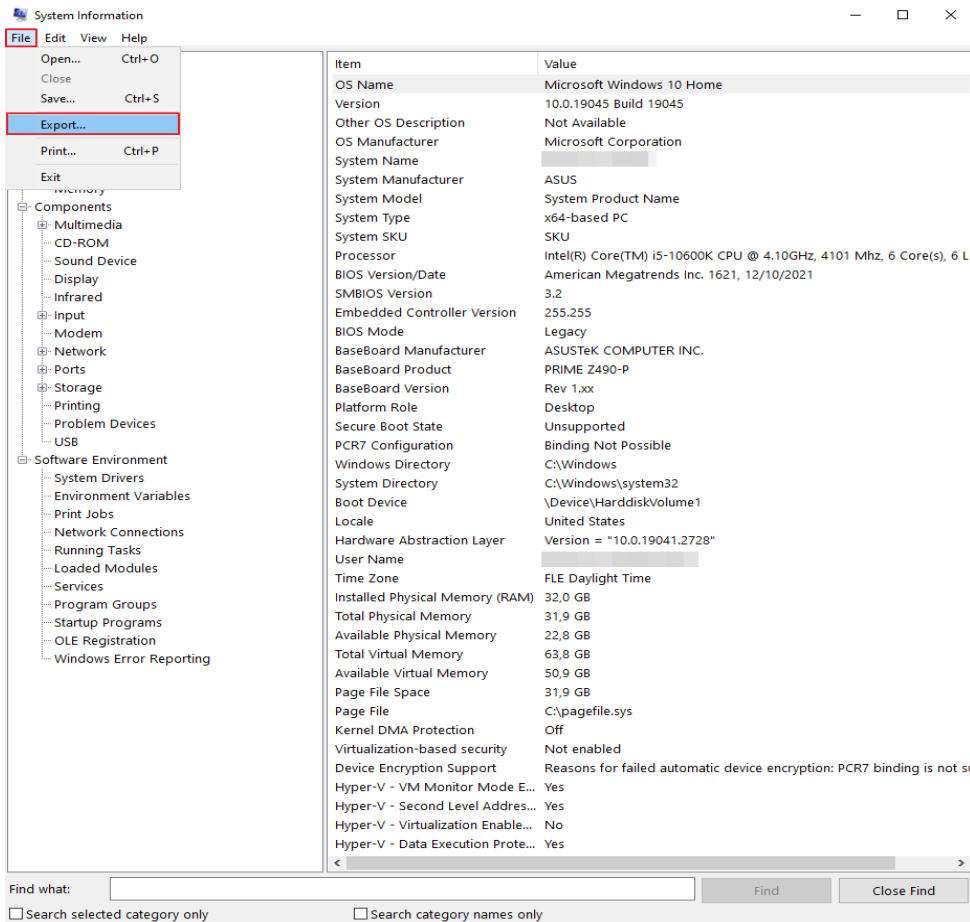 System Information
File Edit View Help
Open... Ctrl+O
Close
Save... Ctrl+S
Export...
Print... Ctrl+P
Exit
Memory
Components
Multimedia
CD-ROM
Sound Device
Display
Infrared
Input
Modem
Network
Ports
Storage
Printing
Problem Devices
USB
Software Environment
System Drivers
Environment Variables
Print Jobs
Network Connections
Running Tasks
Loaded Modules
Services
Program Groups
Startup Programs
OLE Registration
Windows Error Reporting
Item Value
OS Name Microsoft Windows 10 Home
Version 10.0.19045 Build 19045
Other OS Description Not Available
OS Manufacturer Microsoft Corporation
System Name
System Manufacturer ASUS
System Model System Product Name
System Type x64-based PC
System SKU SKU
Processor Intel(R) Core(TM) i5-10600K CPU @ 4.10GHz, 4101 Mhz, 6 Core(s), 6 L
BIOS Version/Date American Megatrends Inc. 1621, 12/10/2021
SMBIOS Version 3.2
Embedded Controller Version 255.255
BIOS Mode Legacy
BaseBoard Manufacturer ASUSTeK COMPUTER INC.
BaseBoard Product PRIME Z490-P
BaseBoard Version Rev 1.xx
Platform Role Desktop
Secure Boot State Unsupported
PCR7 Configuration Binding Not Possible
Windows Directory C:\Windows
System Directory C:\Windows\system32
Boot Device \Device\HarddiskVolume1
Locale United States
Hardware Abstraction Layer Version = "10.0.19041.2728"
User Name
Time Zone FLE Daylight Time
Installed Physical Memory (RAM) 32,0 GB
Total Physical Memory 31,9 GB
Available Physical Memory 22,8 GB
Total Virtual Memory 63,8 GB
Available Virtual Memory 50,9 GB
Page File Space 31,9 GB
Page File C:\pagefile.sys
Kernel DMA Protection Off
Virtualization-based security Not enabled
Device Encryption Support Reasons for failed automatic device encryption: PCR7 binding is not su
Hyper-V - VM Monitor Mode E... Yes
Hyper-V - Second Level Addres... Yes
Hyper-V - Virtualization Enable... No
Hyper-V - Data Execution Prote... Yes
Find what: Find Close Find
Search selected category only Search category names only